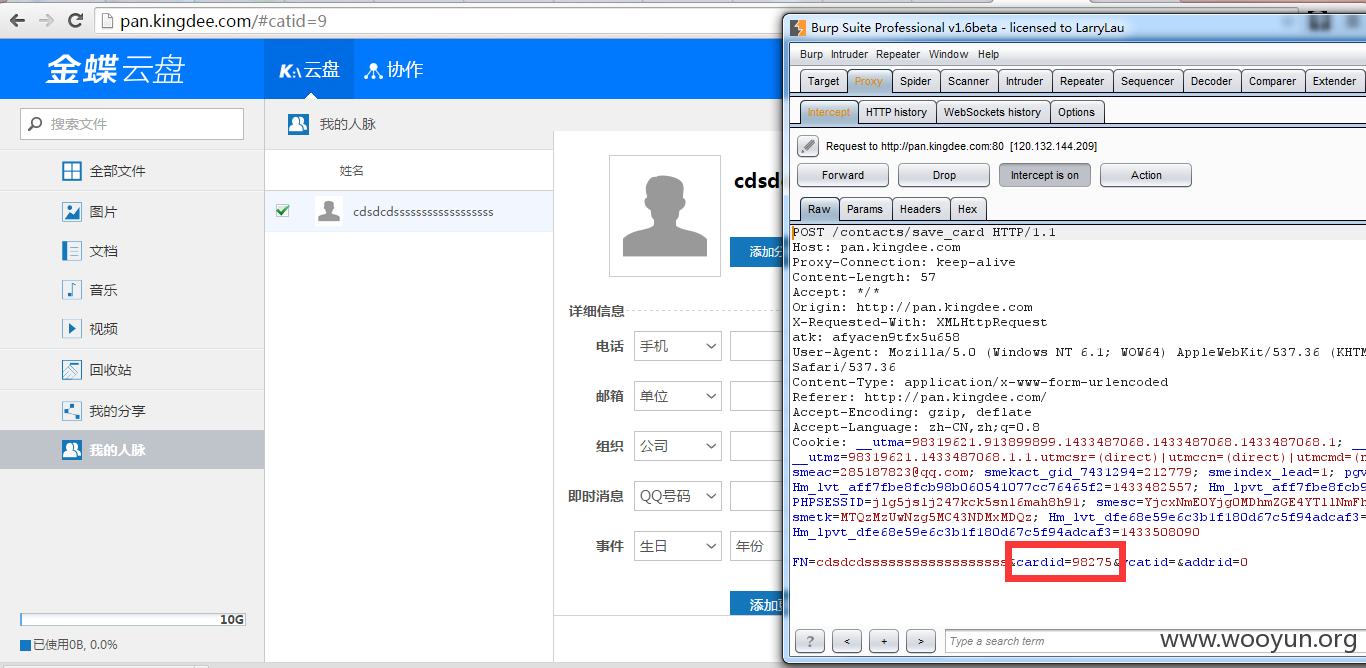 pan.kingdee.com/#catid=9
金蝶云盘
K:\云盘
协作
搜索文件
全部文件
图片
文档
音乐
视频
回收站
我的分享
我的人脉
10G
已使用0B, 0.0%
我的人脉
姓名
cdsdcdssssssssssssssssss
cdsdc
添加分
详细信息
电话 手机
邮箱 单位
组织 公司
即时消息 QQ号码
事件 生日 年份
添加更
Burp Suite Professional v1.6beta - licensed to LarryLau
Burp Intruder Repeater Window Help
Target Proxy Spider Scanner Intruder Repeater Sequencer Decoder Comparer Extender
Intercept HTTP history WebSockets history Options
Request to http://pan.kingdee.com:80 [120.132.144.209]
Forward Drop Intercept is on Action
Raw Params Headers Hex
POST /contacts/save_card HTTP/1.1
Host: pan.kingdee.com
Proxy-Connection: keep-alive
Content-Length: 57
Accept: */*
Origin: http://pan.kingdee.com
X-Requested-With: XMLHttpRequest
atk: afyacen9tfx5u658
User-Agent: Mozilla/5.0 (Windows NT 6.1; WOW64) AppleWebKit/537.36 (KHTM
Safari/537.36
Content-Type: application/x-www-form-urlencoded
Referer: http://pan.kingdee.com/
Accept-Encoding: gzip, deflate
Accept-Language: zh-CN,zh;q=0.8
Cookie: __utma=98319621.913899899.1433487068.1433487068.1433487068.1; __
__utmz=98319621.1433487068.1.1.utmcsr=(direct)|utmccn=(direct)|utmcmd=(n
smeac=285187823@qq.com; smekact_gid_7431294=212779; smeindex_lead=1; pgv
Hm_lvt_aff7fbe8fcb98b060541077cc76465f2=1433482557; Hm_lpvt_aff7fbe8fcb9
PHPSESSID=jlg5jslj247kck5snl6mah8h91; smesc=YjcxNmE0Yjg0MDhmZGE4YTllNmFh
smetk=MTQzMzUwNzg5MC43NDMxMDQz; Hm_lvt_dfe68e59e6c3b1f180d67c5f94adcaf3=
Hm_lpvt_dfe68e59e6c3b1f180d67c5f94adcaf3=1433508090
FN=cdsdcdssssssssssssssssss&cardid=98275&vcatid=&addrid=0
? < + > Type a search term
www.wooyun.org